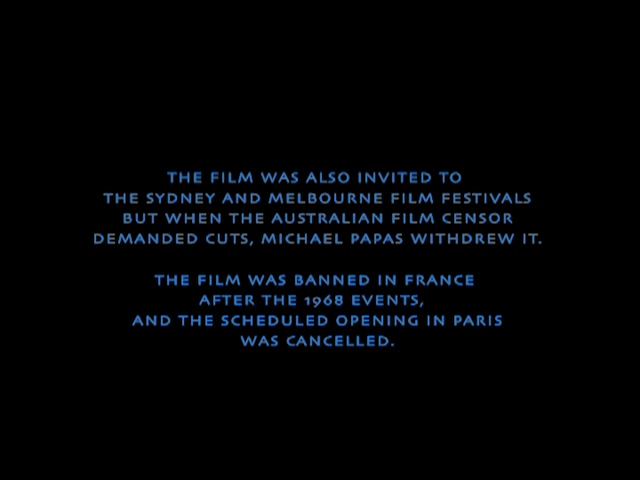 THE FILM WAS ALSO INVITED TO
THE SYDNEY AND MELBOURNE FILM FESTIVALS
BUT WHEN THE AUSTRALIAN FILM CENSOR
DEMANDED CUTS, MICHAEL PAPAS WITHDREW IT.
THE FILM WAS BANNED IN FRANCE
AFTER THE 1968 EVENTS,
AND THE SCHEDULED OPENING IN PARIS
WAS CANCELLED.